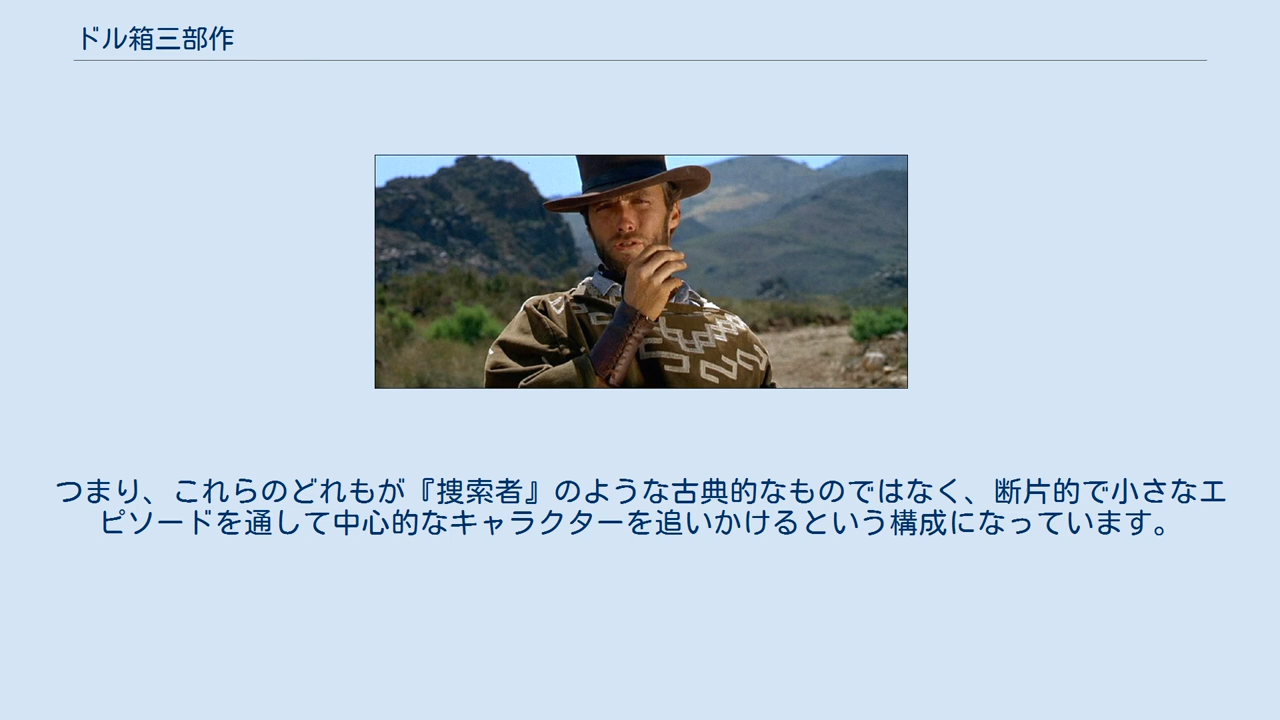 ドル箱三部作
つまり、これらのどれもが『捜索者』のような古典的なものではなく、断片的で小さなエ
ピソードを通して中心的なキャラクターを追いかけるという構成になっています。